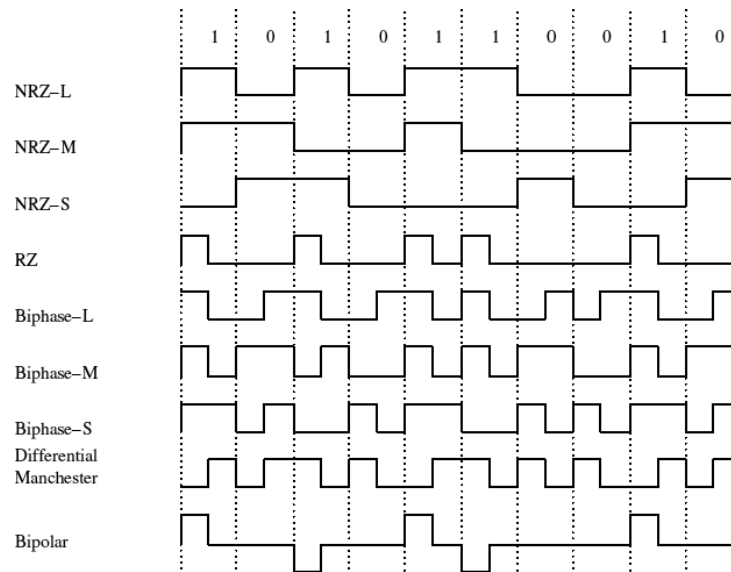 1 0 1 0 1 1 0 0 1 0
NRZ–L
NRZ–M
NRZ–S
RZ
Biphase–L
Biphase–M
Biphase–S
Differential
Manchester
Bipolar